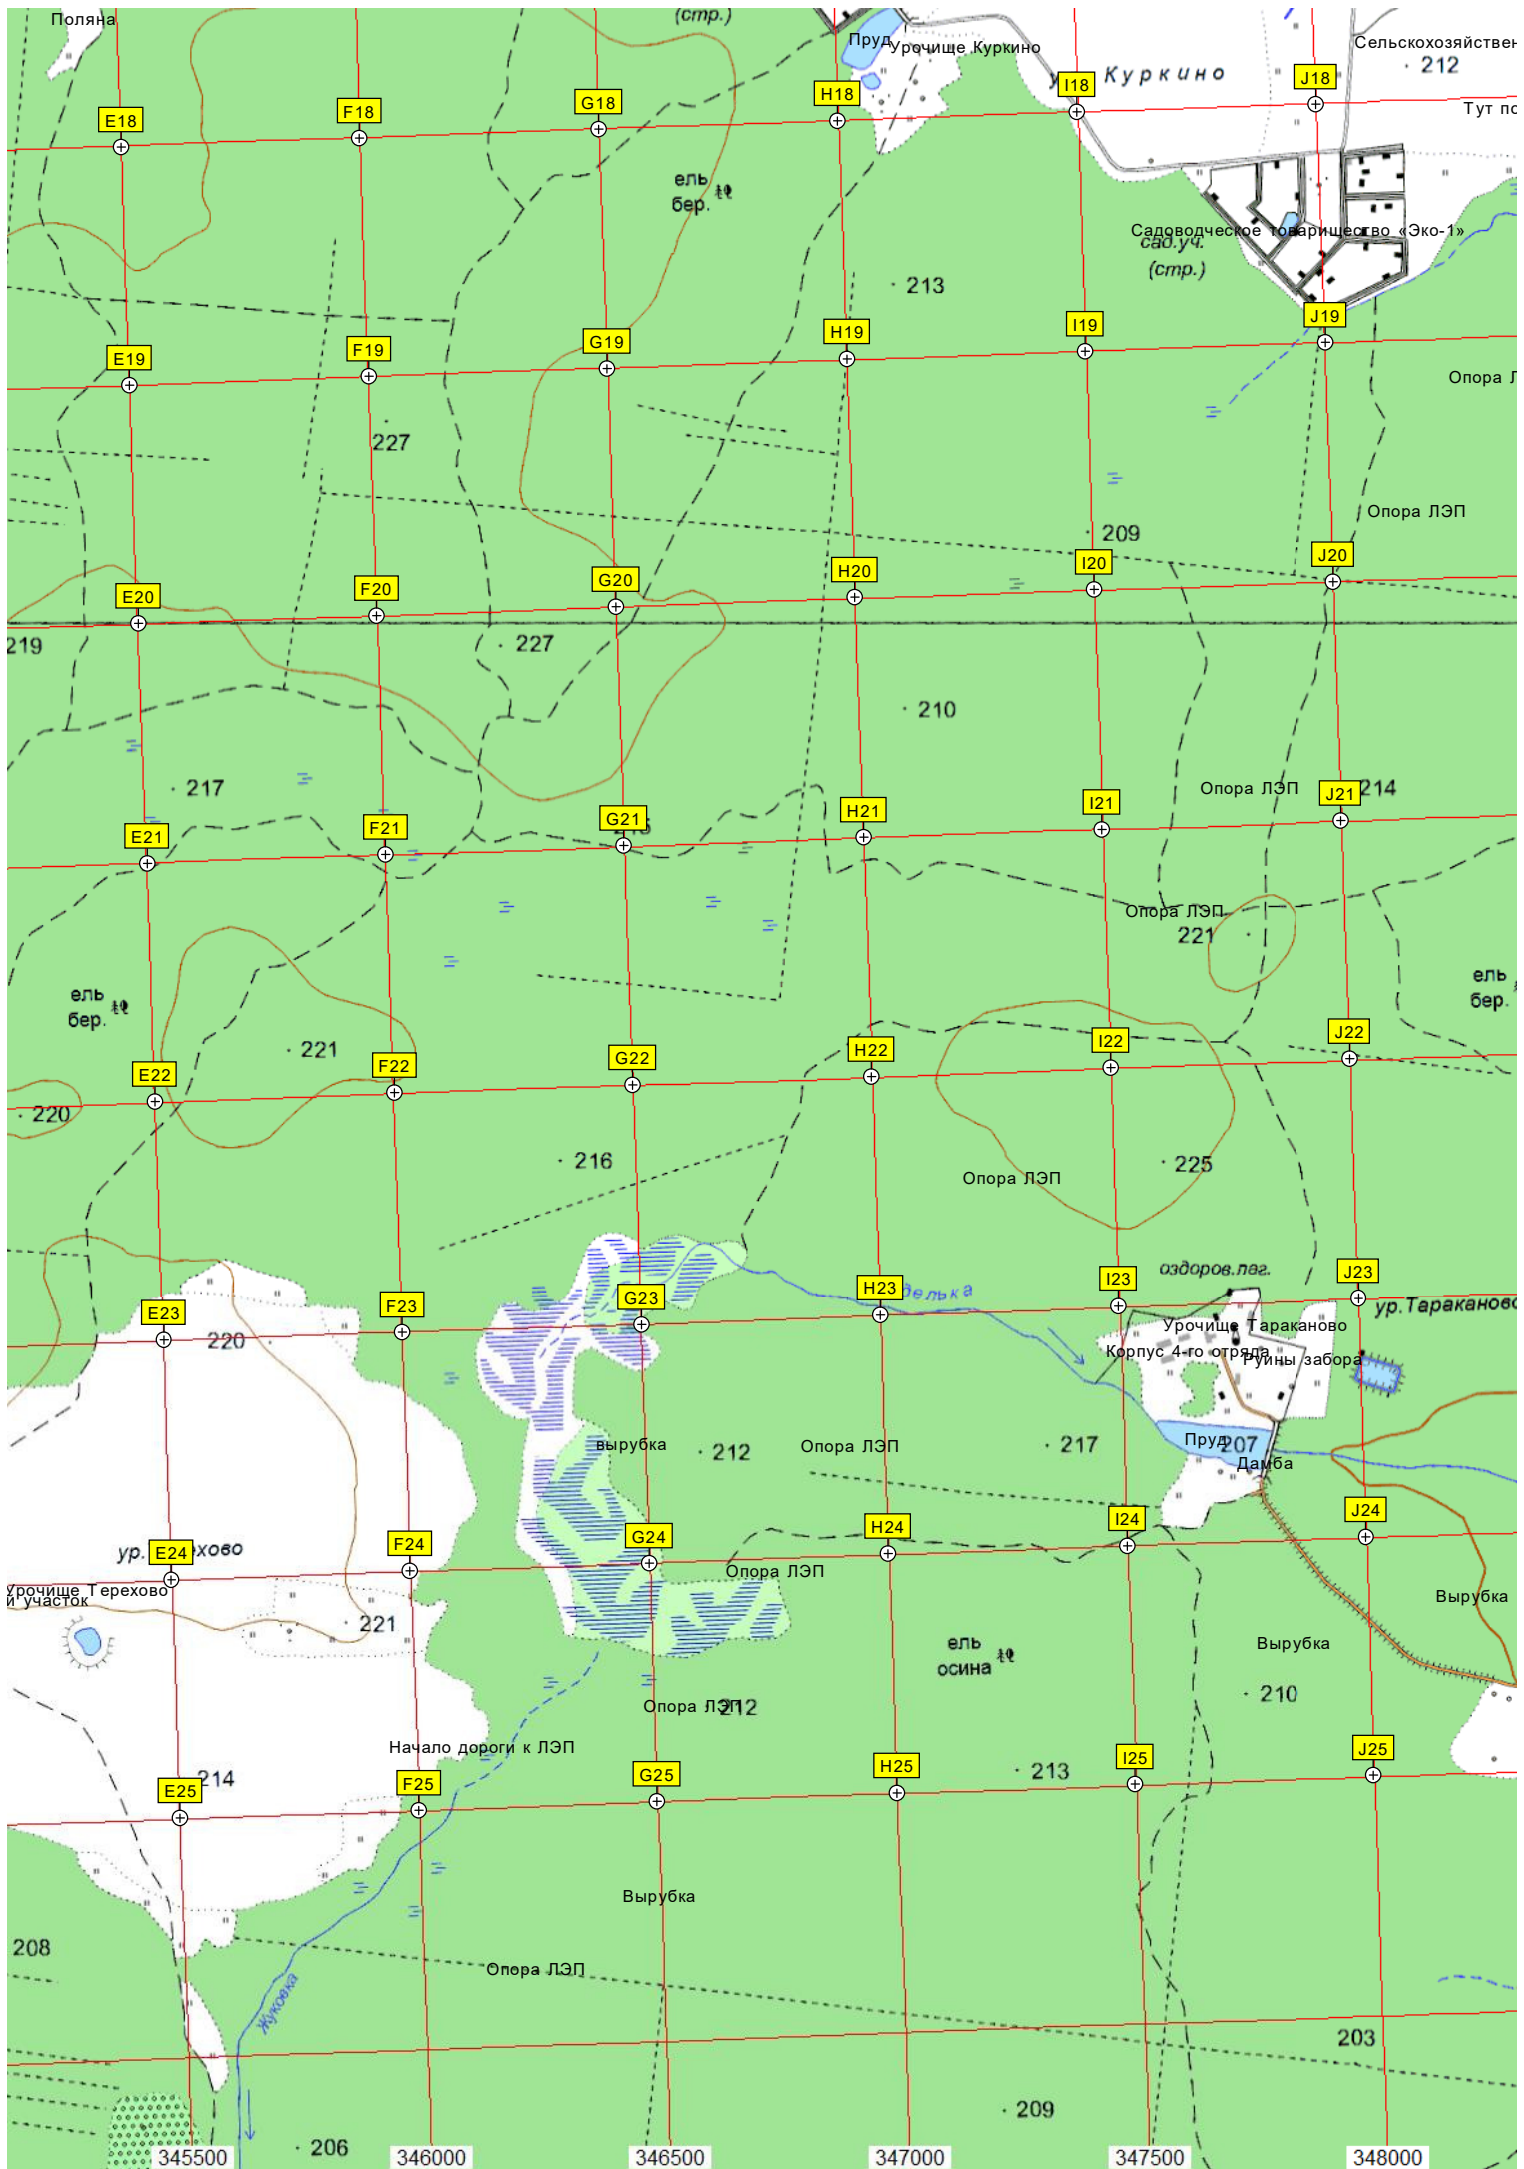 Поляна
(стр.)
Пруд
Урочище Куркино
Куркино
Сельскохозяйствен
212
Тут по
E18
F18
G18
H18
I18
J18
ель
бер.
Садоводческое товарищество «Эко-1»
сад.уч.
(стр.)
213
E19
F19
G19
H19
I19
J19
Опора Л
227
Опора ЛЭП
209
E20
F20
G20
H20
I20
J20
219
227
210
217
Опора ЛЭП
214
E21
F21
G21
H21
I21
J21
Опора ЛЭП
221
ель
бер.
ель
бер.
221
E22
F22
G22
H22
I22
J22
220
216
225
Опора ЛЭП
оздоров.лаг.
E23
F23
G23
H23
I23
J23
белька
ур.Тараканово
220
Урочище Тараканово
Корпус 4-го отряда
Руины забора
вырубка
212
Опора ЛЭП
217
Пруд
207
Дамба
E24
F24
G24
H24
I24
J24
ур.
хово
Опора ЛЭП
Урочище Терехово
й участок
Вырубка
221
ель
осина
Вырубка
210
Опора ЛЭП
212
Начало дороги к ЛЭП
214
213
E25
F25
G25
H25
I25
J25
Вырубка
208
Опора ЛЭП
Жуковка
203
209
206
345500
346000
346500
347000
347500
348000